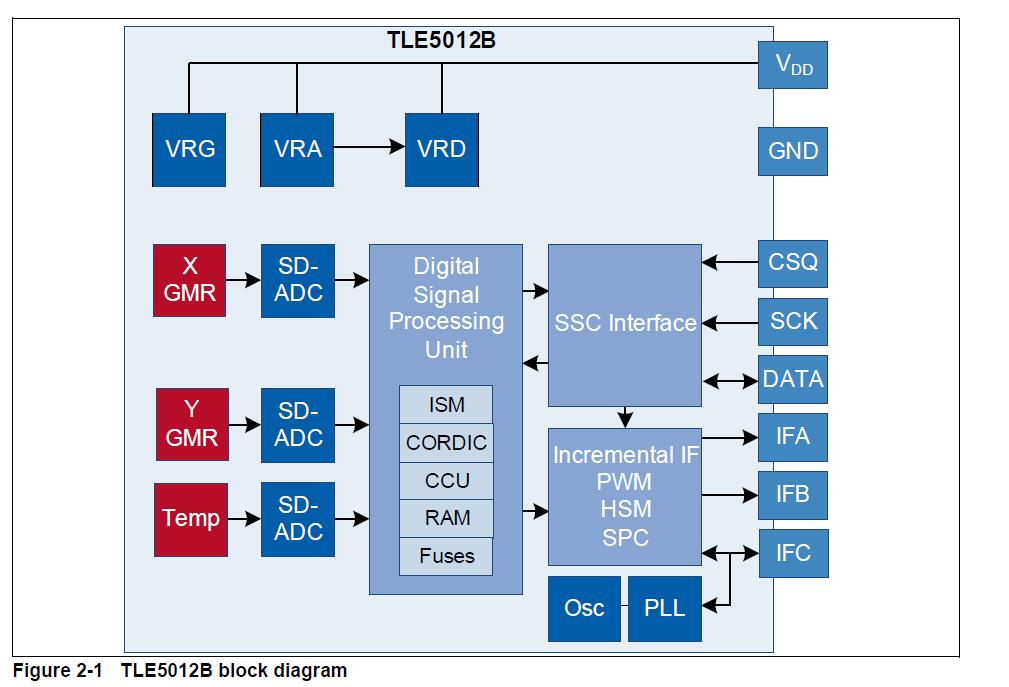 TLE5012B
VDD
VRG
VRA
VRD
GND
X
GMR
SD-
ADC
Digital
Signal
Processing
Unit
SSC Interface
CSQ
SCK
DATA
Y
GMR
SD-
ADC
ISM
CORDIC
CCU
RAM
Fuses
Temp
SD-
ADC
Incremental IF
PWM
HSM
SPC
IFA
IFB
IFC
Osc
PLL
Figure 2-1 TLE5012B block diagram